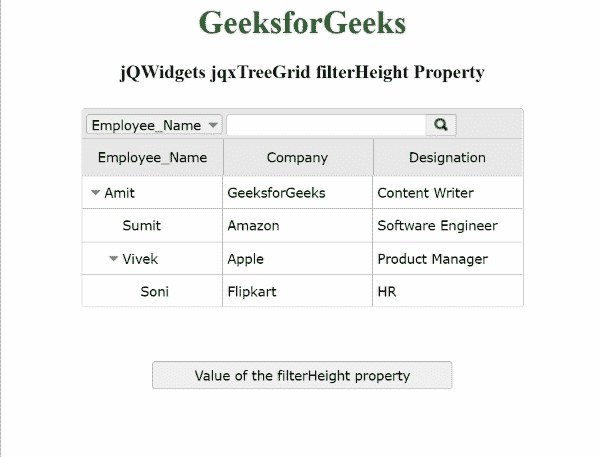 GeeksforGeeks
jQWidgets jqxTreeGrid filterHeight Property
Employee_Name
Employee_Name Company Designation
Amit GeeksforGeeks Content Writer
Sumit Amazon Software Engineer
Vivek Apple Product Manager
Soni Flipkart HR
Value of the filterHeight property